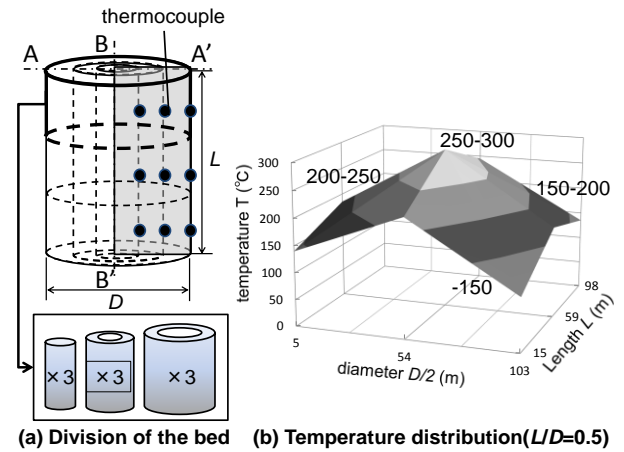 thermocouple
B
A
A’
L
B’
D
×3
×3
×3
(a) Division of the bed
250-300
200-250
150-200
-150
temperature T (℃)
300
250
200
150
100
50
0
5
54
103
diameter D/2 (m)
15
59
98
Length L (m)
(b) Temperature distribution(L/D=0.5)